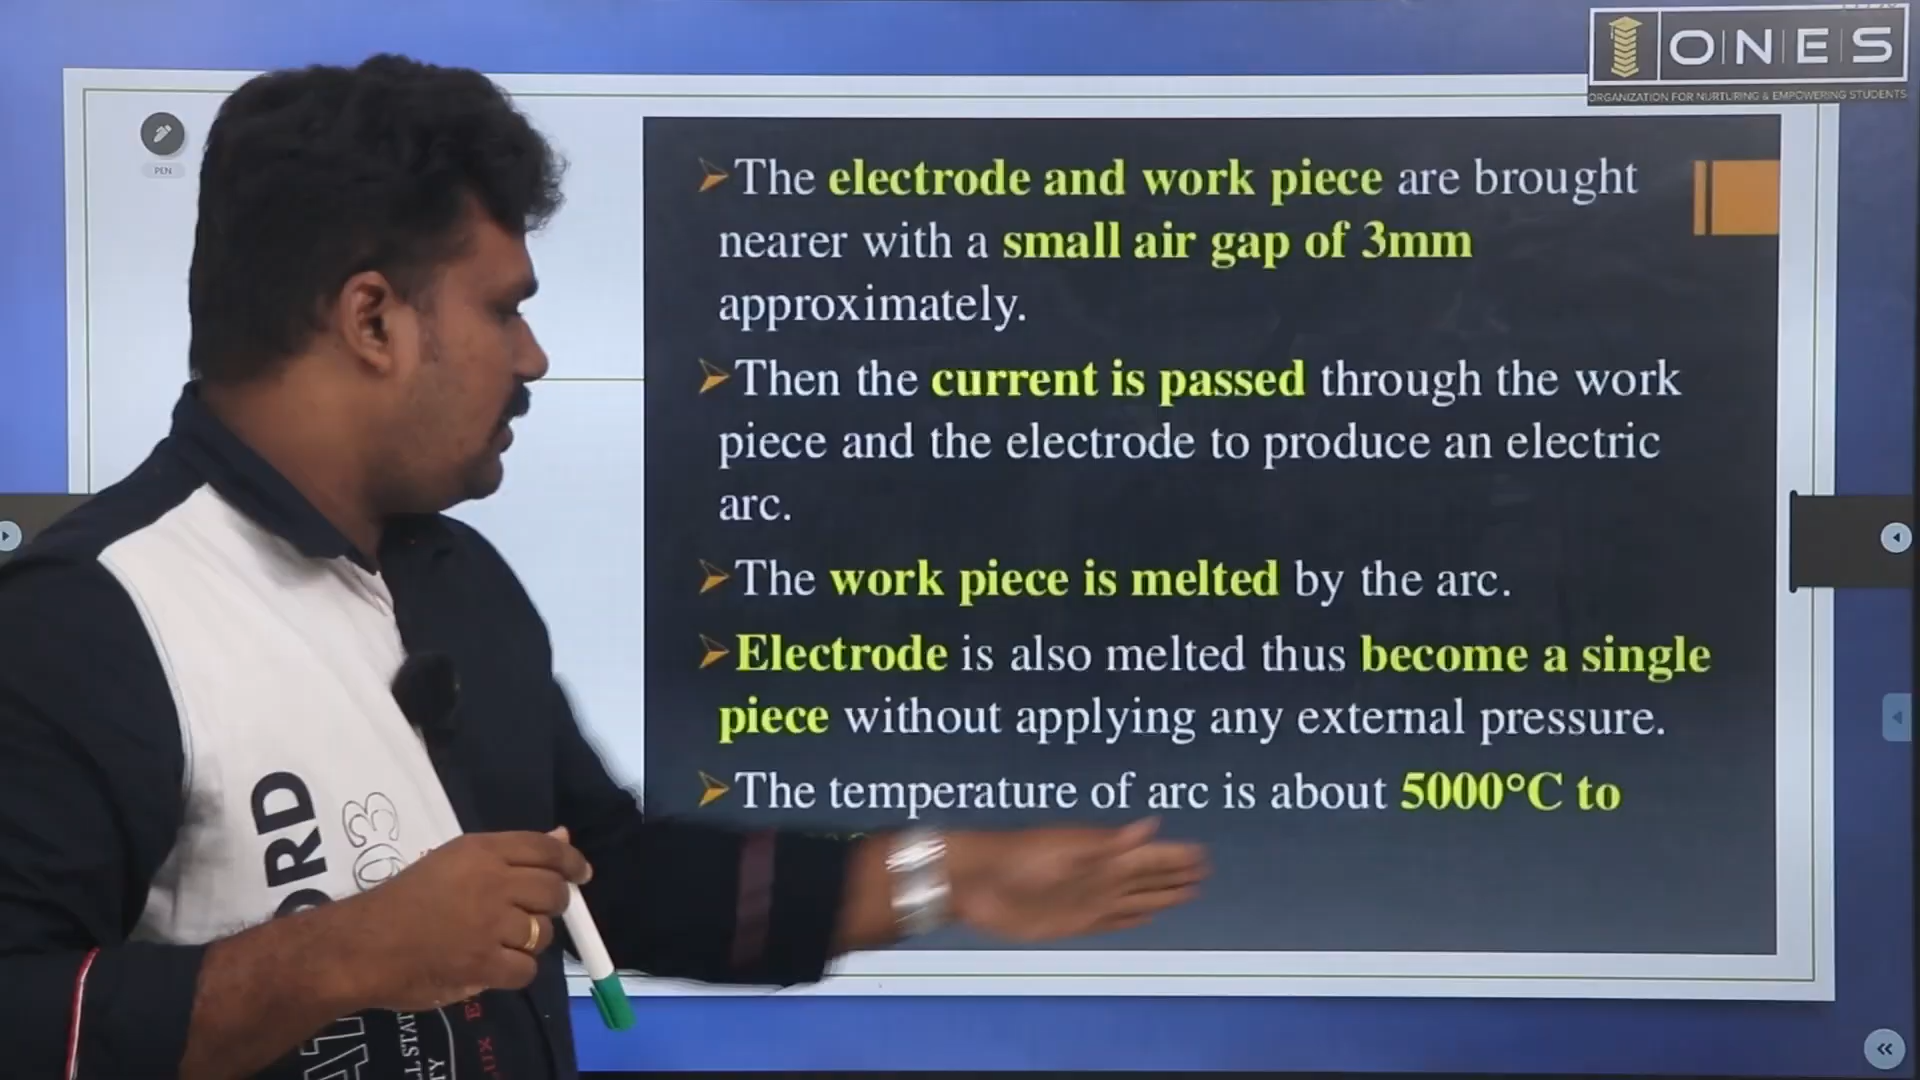 ONES
ORGANIZATION FOR NURTURING & EMPOWERING STUDENTS
PEN
➤The electrode and work piece are brought
nearer with a small air gap of 3mm
approximately.
➤Then the current is passed through the work
piece and the electrode to produce an electric
arc.
➤The work piece is melted by the arc.
➤Electrode is also melted thus become a single
piece without applying any external pressure.
➤The temperature of arc is about 5000°C to
ORD
93